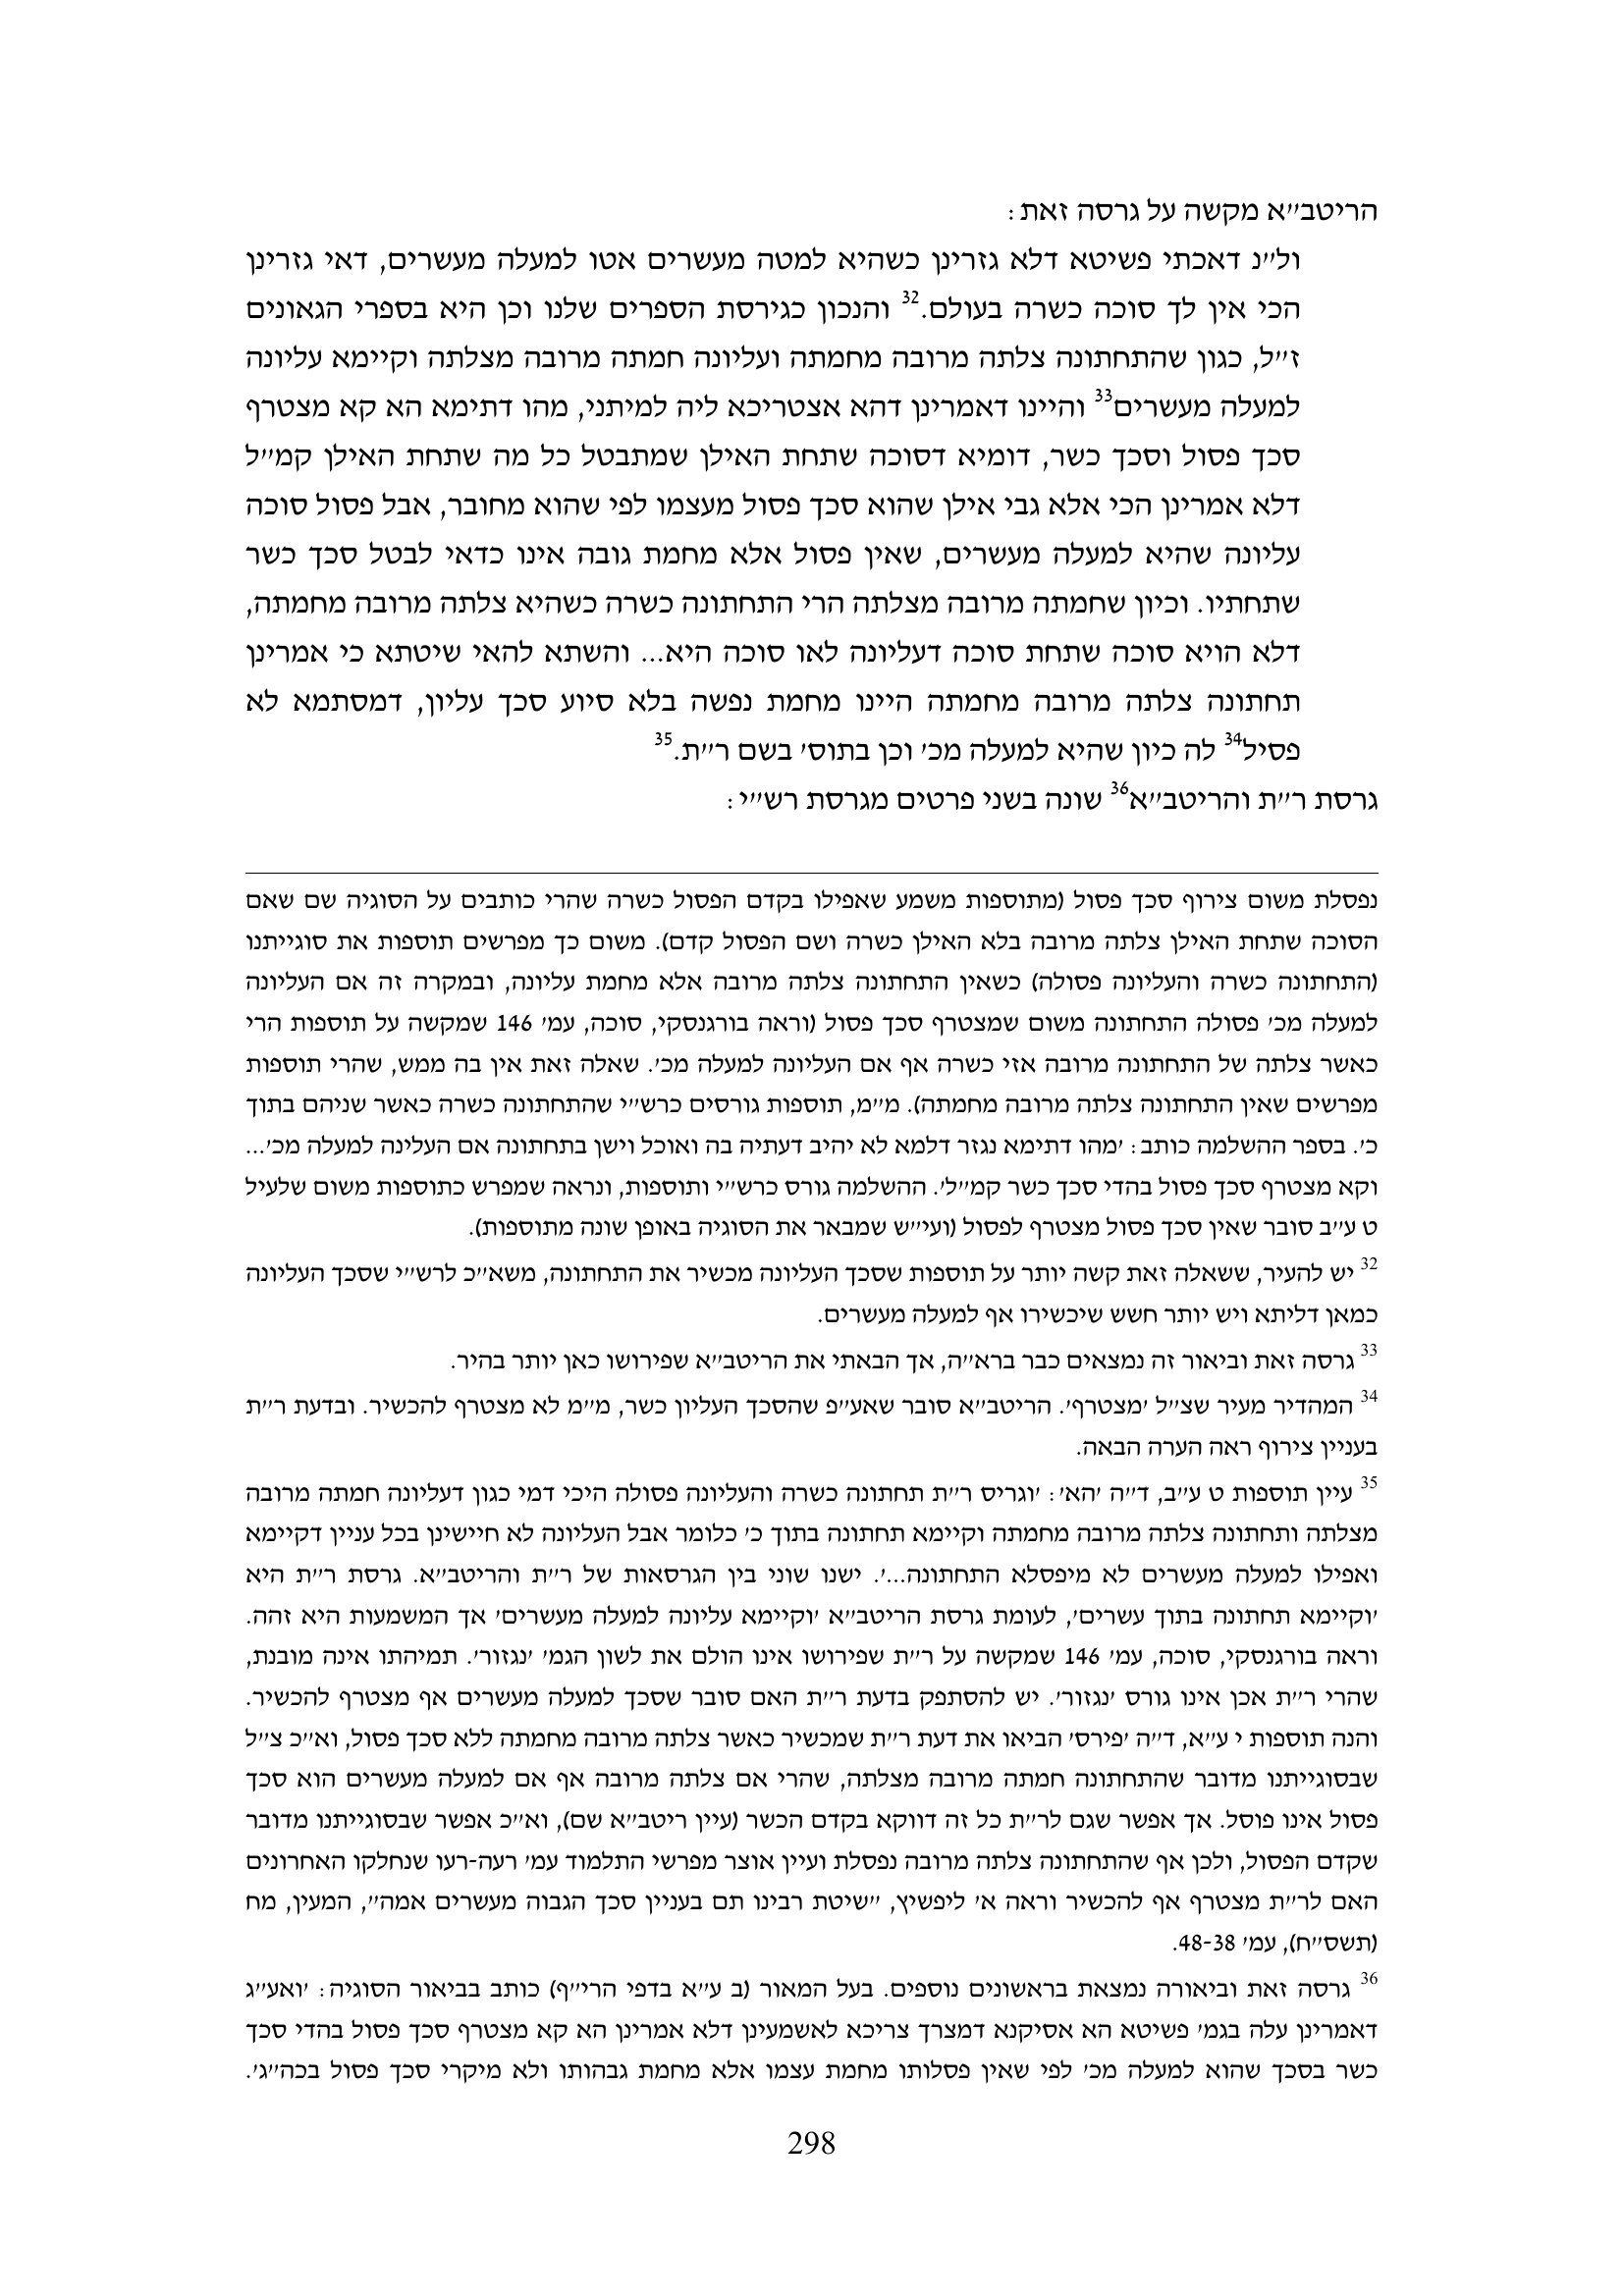 הריטב״א מקשה על גרסה זאת:
ול״נ דאכתי פשיטא דלא גזרינן כשהיא למטה מעשרים אטו למעלה מעשרים, דאי גזרינן
הכי אין לך סוכה כשרה בעולם.32 והנכון כגירסת הספרים שלנו וכן היא בספרי הגאונים
ז״ל, כגון שהתחתונה צלתה מרובה מחמתה ועליונה חמתה מרובה מצלתה וקיימא עליונה
למעלה מעשרים33 והיינו דאמרינן דהא אצטריכא ליה למיתני, מהו דתימא הא קא מצטרף
סכך פסול וסכך כשר, דומיא דסוכה שתחת האילן שמתבטל כל מה שתחת האילן קמ״ל
דלא אמרינן הכי אלא גבי אילן שהוא סכך פסול מעצמו לפי שהוא מחובר, אבל פסול סוכה
עליונה שהיא למעלה מעשרים, שאין פסול אלא מחמת גובה אינו כדאי לבטל סכך כשר
שתחתיו. וכיון שחמתה מרובה מצלתה הרי התחתונה כשרה כשהיא צלתה מרובה מחמתה,
דלא הויא סוכה שתחת סוכה דעליונה לאו סוכה היא... והשתא להאי שיטתא כי אמרינן
תחתונה צלתה מרובה מחמתה היינו מחמת נפשה בלא סיוע סכך עליון, דמסתמא לא
פסיל34 לה כיון שהיא למעלה מכ׳ וכן בתוס׳ בשם ר״ת.35
גרסת ר״ת והריטב״א36 שונה בשני פרטים מגרסת רש״י:
נפסלת משום צירוף סכך פסול (מתוספות משמע שאפילו בקדם הפסול כשרה שהרי כותבים על הסוגיה שם שאם
הסוכה שתחת האילן צלתה מרובה בלא האילן כשרה ושם הפסול קדם). משום כך מפרשים תוספות את סוגייתנו
(התחתונה כשרה והעליונה פסולה) כשאין התחתונה צלתה מרובה אלא מחמת עליונה, ובמקרה זה אם העליונה
למעלה מכ׳ פסולה התחתונה משום שמצטרף סכך פסול (וראה בורגנסקי, סוכה, עמ׳ 146 שמקשה על תוספות הרי
כאשר צלתה של התחתונה מרובה אזי כשרה אף אם העליונה למעלה מכ׳. שאלה זאת אין בה ממש, שהרי תוספות
מפרשים שאין התחתונה צלתה מרובה מחמתה). מ״מ, תוספות גורסים כרש״י שהתחתונה כשרה כאשר שניהם בתוך
כ׳. בספר ההשלמה כותב: ׳מהו דתימא נגזר דלמא לא יהיב דעתיה בה ואוכל וישן בתחתונה אם העלינה למעלה מכ׳...
וקא מצטרף סכך פסול בהדי סכך כשר קמ״ל׳. ההשלמה גורס כרש״י ותוספות, ונראה שמפרש כתוספות משום שלעיל
ט ע״ב סובר שאין סכך פסול מצטרף לפסול (ועי״ש שמבאר את הסוגיה באופן שונה מתוספות).
32 יש להעיר, ששאלה זאת קשה יותר על תוספות שסכך העליונה מכשיר את התחתונה, משא״כ לרש״י שסכך העליונה
כמאן דליתא ויש יותר חשש שיכשירו אף למעלה מעשרים.
33 גרסה זאת וביאור זה נמצאים כבר ברא״ה, אך הבאתי את הריטב״א שפירושו כאן יותר בהיר.
34 המהדיר מעיר שצ״ל ׳מצטרף׳. הריטב״א סובר שאע״פ שהסכך העליון כשר, מ״מ לא מצטרף להכשיר. ובדעת ר״ת
בעניין צירוף ראה הערה הבאה.
35 עיין תוספות ט ע״ב, ד״ה ׳הא׳: ׳וגריס ר״ת תחתונה כשרה והעליונה פסולה היכי דמי כגון דעליונה חמתה מרובה
מצלתה ותחתונה צלתה מרובה מחמתה וקיימא תחתונה בתוך כ׳ כלומר אבל העליונה לא חיישינן בכל עניין דקיימא
ואפילו למעלה מעשרים לא מיפסלא התחתונה...׳. ישנו שוני בין הגרסאות של ר״ת והריטב״א. גרסת ר״ת היא
׳וקיימא תחתונה בתוך עשרים׳, לעומת גרסת הריטב״א ׳וקיימא עליונה למעלה מעשרים׳ אך המשמעות היא זהה.
וראה בורגנסקי, סוכה, עמ׳ 146 שמקשה על ר״ת שפירושו אינו הולם את לשון הגמ׳ ׳נגזור׳. תמיהתו אינה מובנת,
שהרי ר״ת אכן אינו גורס ׳נגזור׳. יש להסתפק בדעת ר״ת האם סובר שסכך למעלה מעשרים אף מצטרף להכשיר.
והנה תוספות י ע״א, ד״ה ׳פירס׳ הביאו את דעת ר״ת שמכשיר כאשר צלתה מרובה מחמתה ללא סכך פסול, וא״כ צ״ל
שבסוגייתנו מדובר שהתחתונה חמתה מרובה מצלתה, שהרי אם צלתה מרובה אף אם למעלה מעשרים הוא סכך
פסול אינו פוסל. אך אפשר שגם לר״ת כל זה דווקא בקדם הכשר (עיין ריטב״א שם), וא״כ אפשר שבסוגייתנו מדובר
שקדם הפסול, ולכן אף שהתחתונה צלתה מרובה נפסלת ועיין אוצר מפרשי התלמוד עמ׳ רעה-רעו שנחלקו האחרונים
האם לר״ת מצטרף אף להכשיר וראה א׳ ליפשיץ, ״שיטת רבינו תם בעניין סכך הגבוה מעשרים אמה״, המעין, מח
(תשס״ח), עמ׳ 48-38.
36 גרסה זאת וביאורה נמצאת בראשונים נוספים. בעל המאור (ב ע״א בדפי הרי״ף) כותב בביאור הסוגיה: ׳ואע״ג
דאמרינן עלה בגמ׳ פשיטא הא אסיקנא דמצרך צריכא לאשמעינן דלא אמרינן הא קא מצטרף סכך פסול בהדי סכך
כשר בסכך שהוא למעלה מכ׳ לפי שאין פסלותו מחמת עצמו אלא מחמת גבהותו ולא מיקרי סכך פסול בכה״ג׳.
298